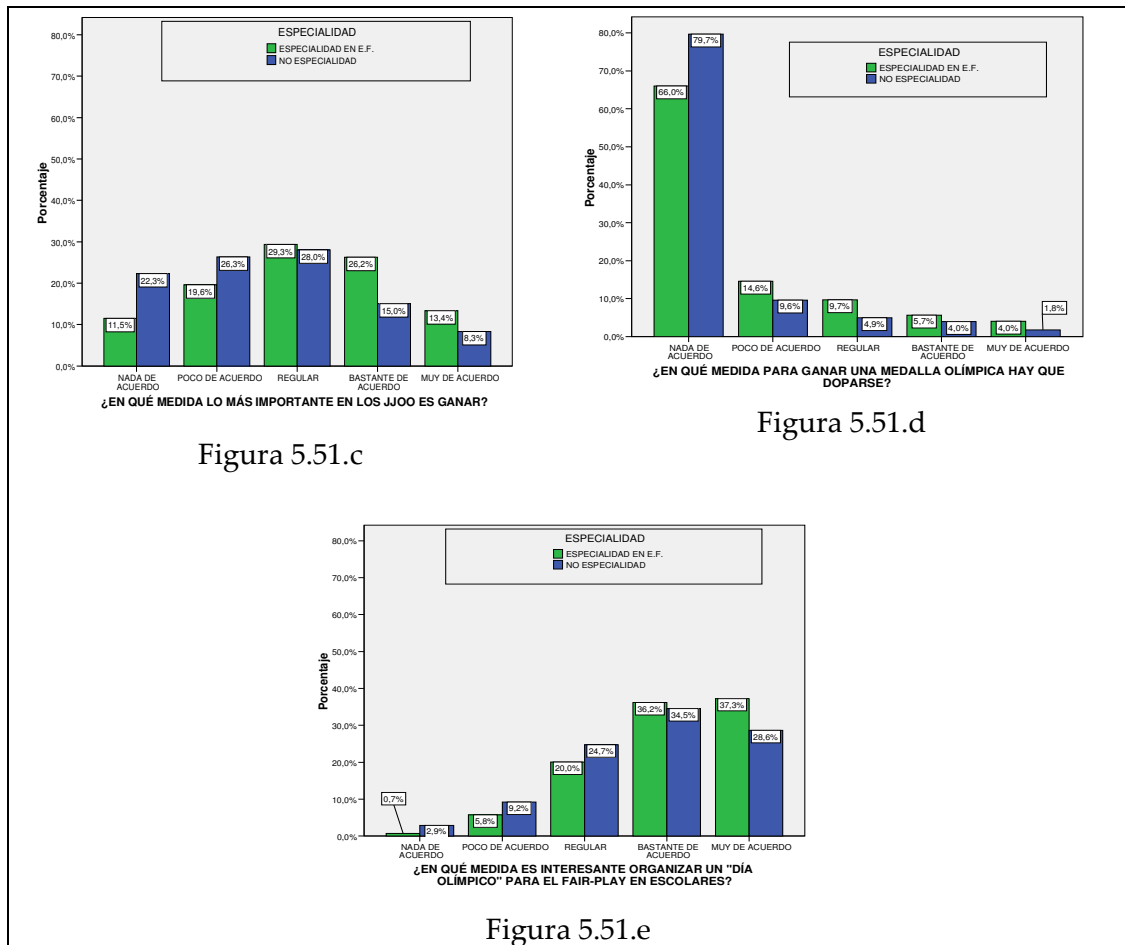 ESPECIALIDAD
ESPECIALIDAD EN E.F.
NO ESPECIALIDAD
Porcentaje
80,0%
70,0%
60,0%
50,0%
40,0%
30,0%
20,0%
10,0%
0,0%
11,5%
22,3%
19,6%
26,3%
29,3%
28,0%
26,2%
15,0%
13,4%
8,3%
NADA DE ACUERDO
POCO DE ACUERDO
REGULAR
BASTANTE DE ACUERDO
MUY DE ACUERDO
¿EN QUÉ MEDIDA LO MÁS IMPORTANTE EN LOS JJOO ES GANAR?
Figura 5.51.c
ESPECIALIDAD
ESPECIALIDAD EN E.F.
NO ESPECIALIDAD
Porcentaje
80,0%
70,0%
60,0%
50,0%
40,0%
30,0%
20,0%
10,0%
0,0%
66,0%
79,7%
14,6%
9,6%
9,7%
4,9%
5,7%
4,0%
4,0%
1,8%
NADA DE ACUERDO
POCO DE ACUERDO
REGULAR
BASTANTE DE ACUERDO
MUY DE ACUERDO
¿EN QUÉ MEDIDA PARA GANAR UNA MEDALLA OLÍMPICA HAY QUE
DOPARSE?
Figura 5.51.d
ESPECIALIDAD
ESPECIALIDAD EN E.F.
NO ESPECIALIDAD
Porcentaje
80,0%
70,0%
60,0%
50,0%
40,0%
30,0%
20,0%
10,0%
0,0%
0,7%
2,9%
5,8%
9,2%
20,0%
24,7%
36,2%
34,5%
37,3%
28,6%
NADA DE ACUERDO
POCO DE ACUERDO
REGULAR
BASTANTE DE ACUERDO
MUY DE ACUERDO
¿EN QUÉ MEDIDA ES INTERESANTE ORGANIZAR UN "DÍA
OLÍMPICO" PARA EL FAIR-PLAY EN ESCOLARES?
Figura 5.51.e